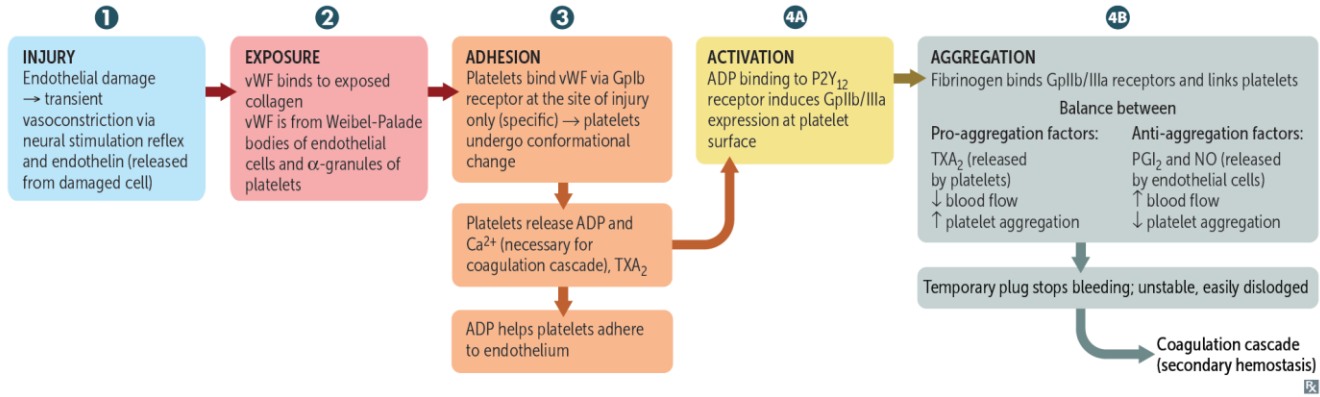 1
INJURY
Endothelial damage
→ transient
vasoconstriction via
neural stimulation reflex
and endothelin (released
from damaged cell)
2
EXPOSURE
vWF binds to exposed
collagen
vWF is from Weibel-Palade
bodies of endothelial
cells and α-granules of
platelets
3
ADHESION
Platelets bind vWF via GpIb
receptor at the site of injury
only (specific) → platelets
undergo conformational
change
Platelets release ADP and
Ca²⁺ (necessary for
coagulation cascade), TXA₂
ADP helps platelets adhere
to endothelium
4A
ACTIVATION
ADP binding to P2Y₁₂
receptor induces GpIIb/IIIa
expression at platelet
surface
4B
AGGREGATION
Fibrinogen binds GpIIb/IIIa receptors and links platelets
Balance between
Pro-aggregation factors:
TXA₂ (released
by platelets)
↓ blood flow
↑ platelet aggregation
Anti-aggregation factors:
PGI₂ and NO (released
by endothelial cells)
↑ blood flow
↓ platelet aggregation
Temporary plug stops bleeding; unstable, easily dislodged
Coagulation cascade
(secondary hemostasis)
Rx